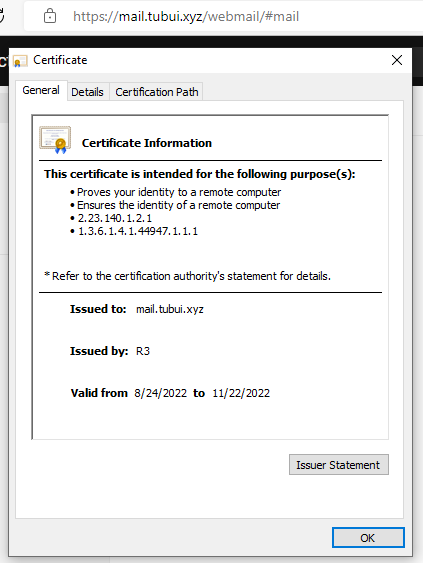 https://mail.tubui.xyz/webmail/#mail
Certificate
General Details Certification Path
Certificate Information
This certificate is intended for the following purpose(s):
• Proves your identity to a remote computer
• Ensures the identity of a remote computer
• 2.23.140.1.2.1
• 1.3.6.1.4.1.44947.1.1.1
* Refer to the certification authority's statement for details.
Issued to: mail.tubui.xyz
Issued by: R3
Valid from 8/24/2022 to 11/22/2022
Issuer Statement
OK